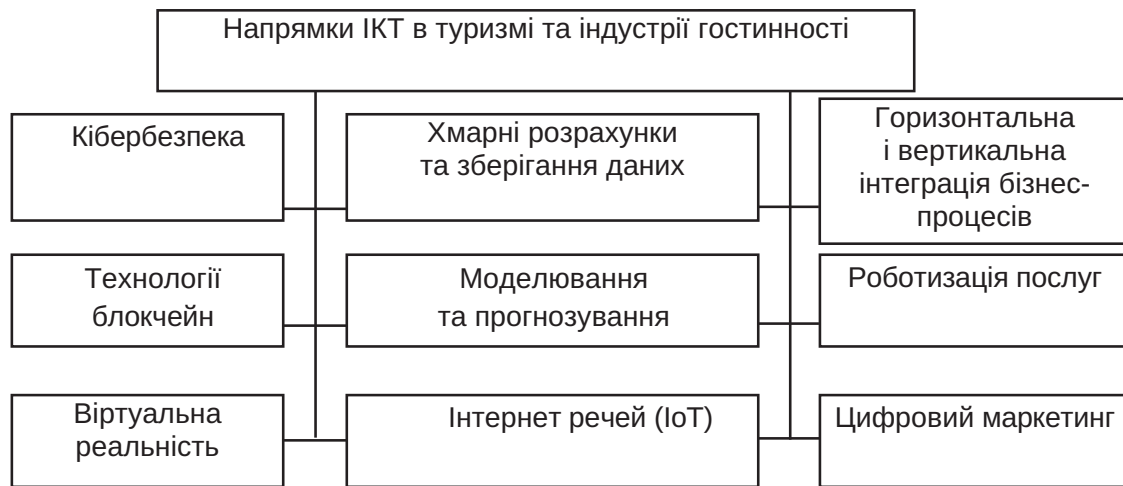 Напрямки ІКТ в туризмі та індустрії гостинності
Кібербезпека
Хмарні розрахунки
та зберігання даних
Горизонтальна
і вертикальна
інтеграція бізнес-
процесів
Технології
блокчейн
Моделювання
та прогнозування
Роботизація послуг
Віртуальна
реальність
Інтернет речей (ІоТ)
Цифровий маркетинг